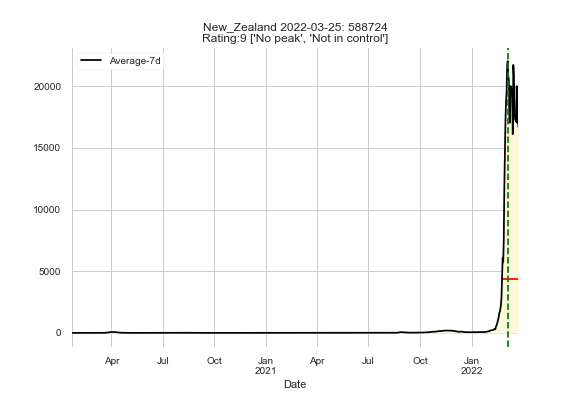 New_Zealand 2022-03-25: 588724
Rating:9 ['No peak', 'Not in control']
Average-7d
20000
15000
10000
5000
0
Apr
Jul
Oct
Jan
2021
Apr
Jul
Oct
Jan
2022
Date